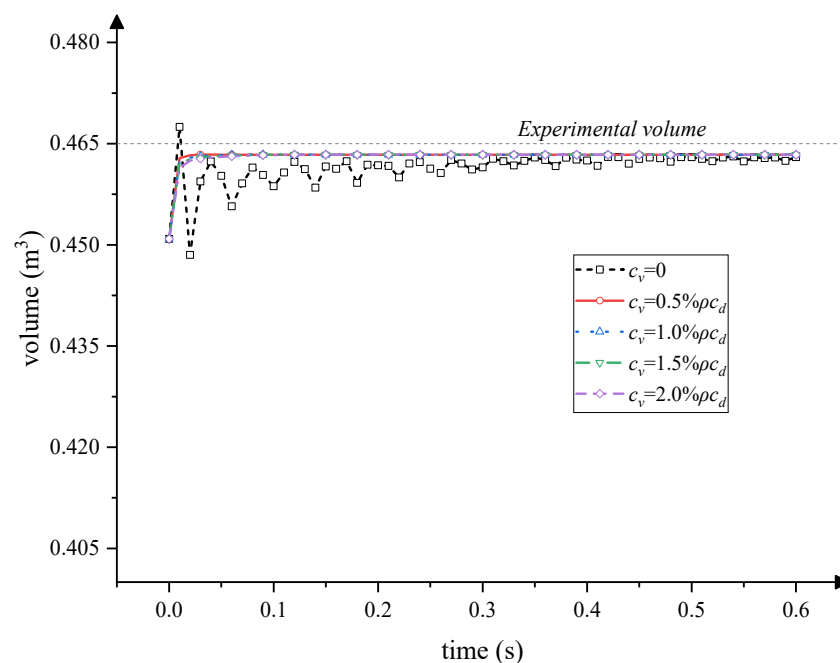 0.480
0.465
0.450
0.435
0.420
0.405
volume (m³)
Experimental volume
c_v=0
c_v=0.5%ρc_d
c_v=1.0%ρc_d
c_v=1.5%ρc_d
c_v=2.0%ρc_d
0.0 0.1 0.2 0.3 0.4 0.5 0.6
time (s)